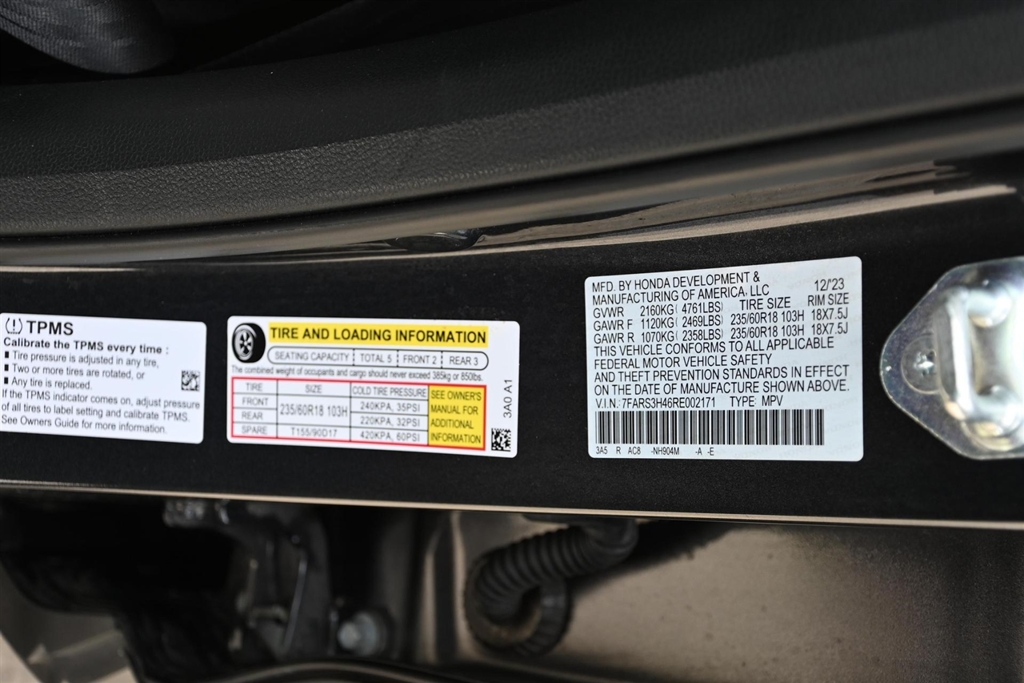 TPMS
Calibrate the TPMS every time :
■ Tire pressure is adjusted in any tire,
■ Two or more tires are rotated, or
■ Any tire is replaced.
If the TPMS indicator comes on, adjust pressure
of all tires to label setting and calibrate TPMS.
See Owners Guide for more information.
TIRE AND LOADING INFORMATION
SEATING CAPACITY TOTAL 5 FRONT 2 REAR 3
The combined weight of occupants and cargo should never exceed 385kg or 850lbs.
TIRE SIZE COLD TIRE PRESSURE SEE OWNER'S MANUAL FOR ADDITIONAL INFORMATION
FRONT 235/60R18 103H 240KPA, 35PSI
REAR 220KPA, 32PSI
SPARE T155/90D17 420KPA, 60PSI
3A0 A1
MFD. BY HONDA DEVELOPMENT & 12/'23
MANUFACTURING OF AMERICA, LLC
GVWR 2160KG( 4761LBS) TIRE SIZE RIM SIZE
GAWR F 1120KG( 2469LBS) 235/60R18 103H 18X7.5J
GAWR R 1070KG( 2358LBS) 235/60R18 103H 18X7.5J
THIS VEHICLE CONFORMS TO ALL APPLICABLE
FEDERAL MOTOR VEHICLE SAFETY
AND THEFT PREVENTION STANDARDS IN EFFECT
ON THE DATE OF MANUFACTURE SHOWN ABOVE.
V.I.N.: 7FARS3H46RE002171 TYPE: MPV
3A5 R AC8 -NH904M -A -E